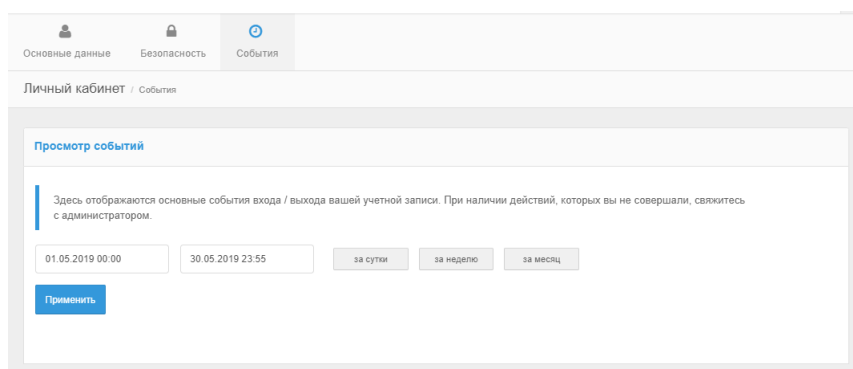 Основные данные
Безопасность
События
Личный кабинет / События
Просмотр событий
Здесь отображаются основные события входа / выхода вашей учетной записи. При наличии действий, которых вы не совершали, свяжитесь
с администратором.
01.05.2019 00:00
30.05.2019 23:55
за сутки
за неделю
за месяц
Применить